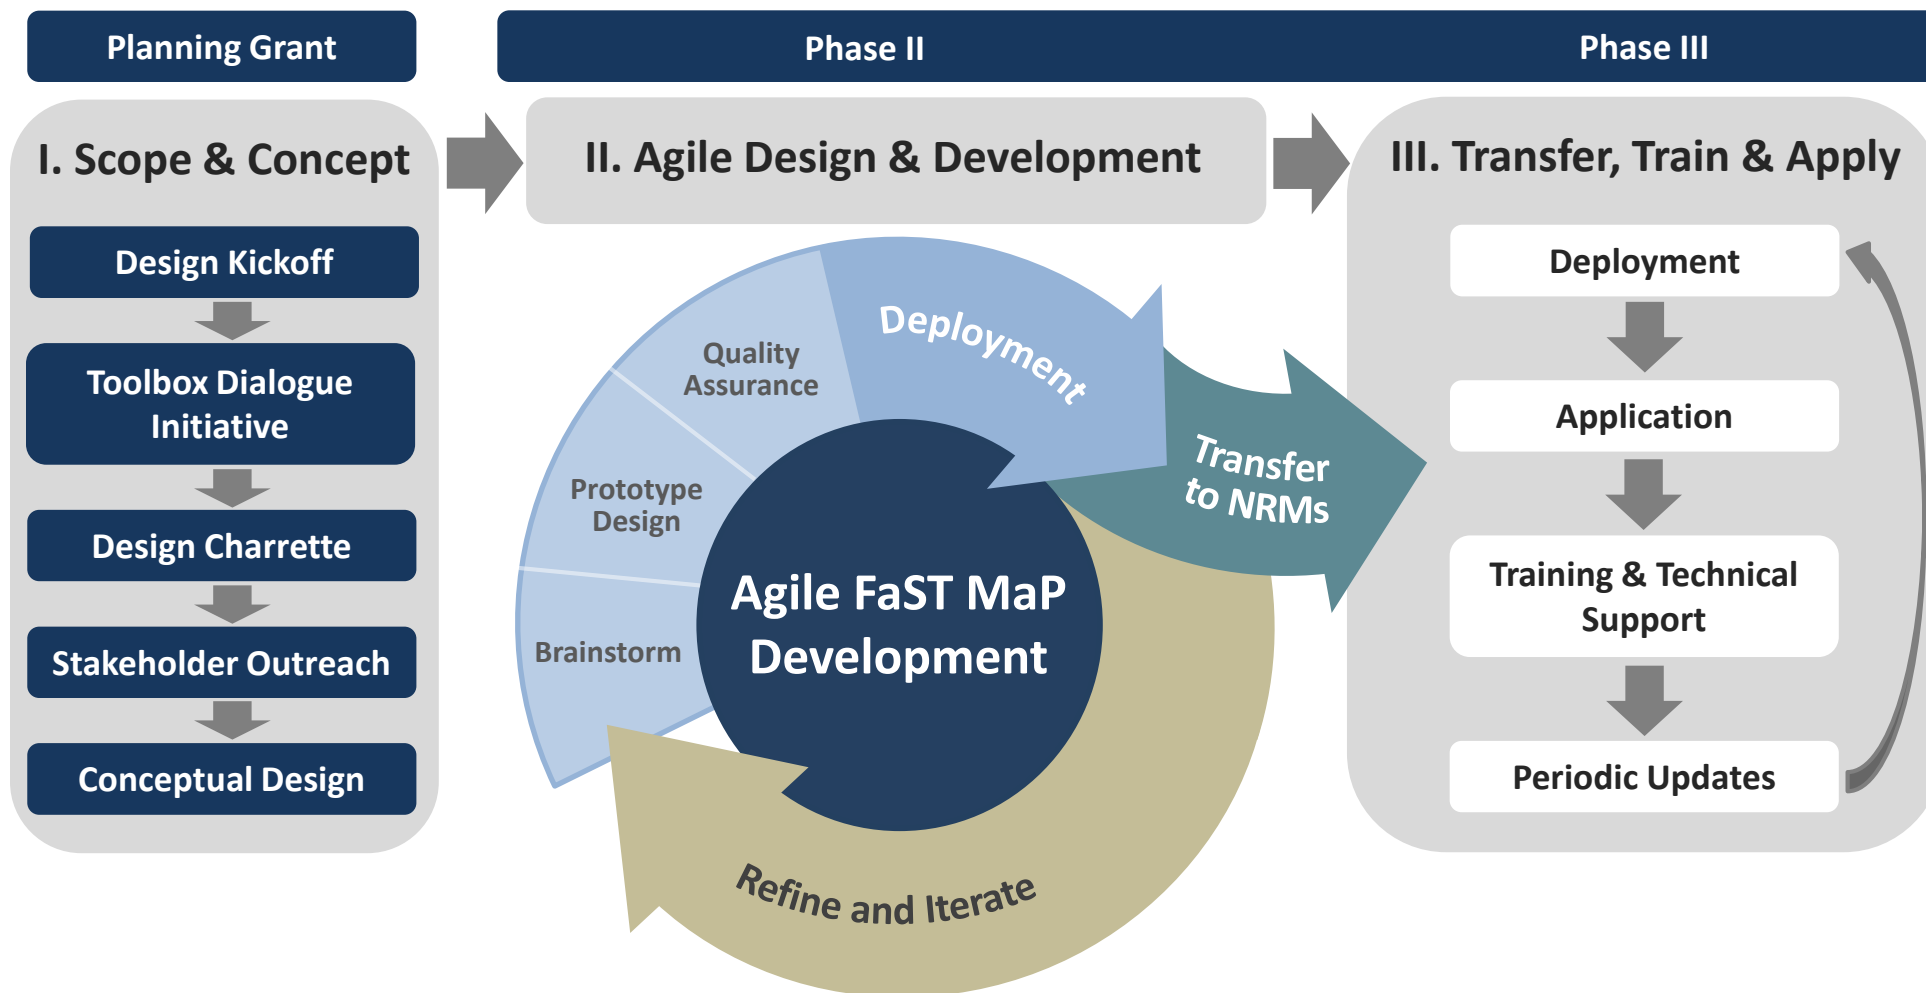 Planning Grant
Phase II
Phase III
I. Scope & Concept
II. Agile Design & Development
III. Transfer, Train & Apply
Design Kickoff
Toolbox Dialogue
Initiative
Design Charrette
Stakeholder Outreach
Conceptual Design
Deployment
Quality
Assurance
Prototype
Design
Brainstorm
Agile FaST MaP
Development
Transfer
to NRMs
Refine and Iterate
Deployment
Application
Training & Technical
Support
Periodic Updates